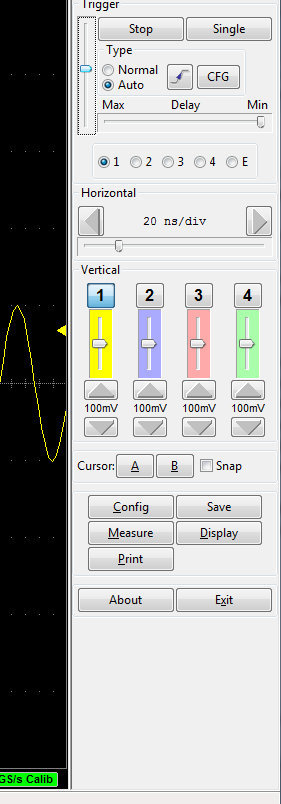 Trigger
Stop Single
Type
Normal
Auto
CFG
Max Delay Min
1 2 3 4 E
Horizontal
20 ns/div
Vertical
1 2 3 4
100mV 100mV 100mV 100mV
Cursor: A B Snap
Config Save
Measure Display
Print
About Exit
GS/s Calib